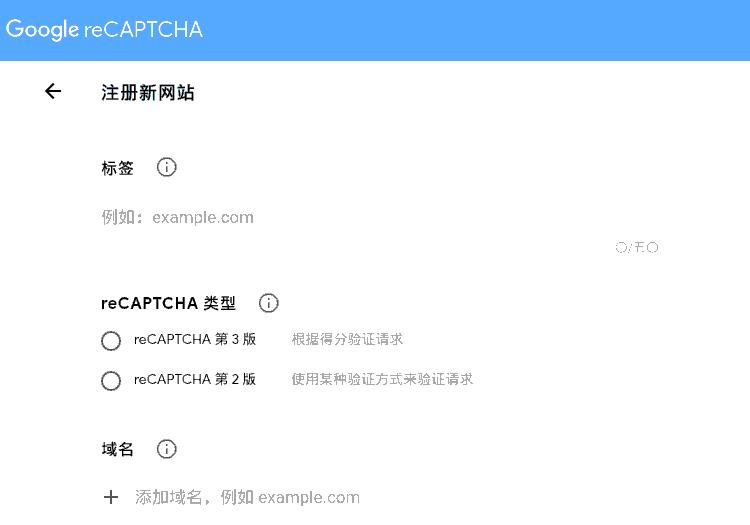 Google reCAPTCHA
注册新网站
标签
例如：example.com
〇/五〇
reCAPTCHA 类型
reCAPTCHA 第 3 版 根据得分验证请求
reCAPTCHA 第 2 版 使用某种验证方式来验证请求
域名
添加域名，例如 example.com